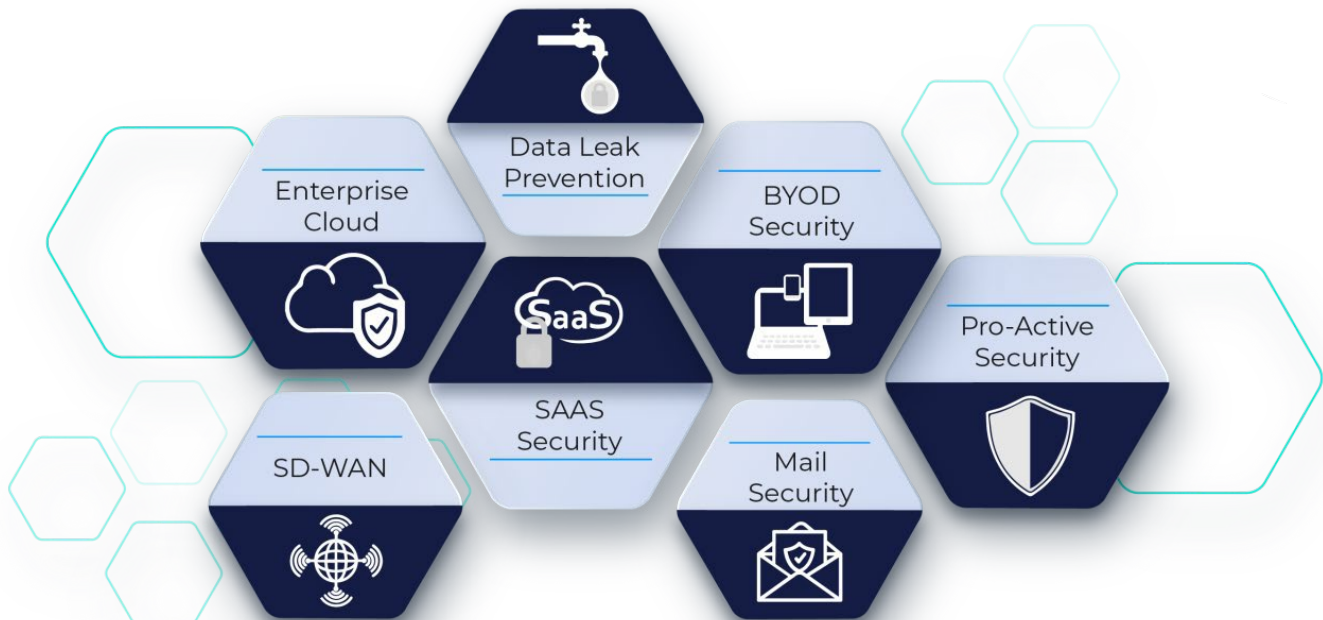 Data Leak
Prevention
Enterprise
Cloud
BYOD
Security
SaaS
Pro-Active
Security
SAAS
Security
SD-WAN
Mail
Security